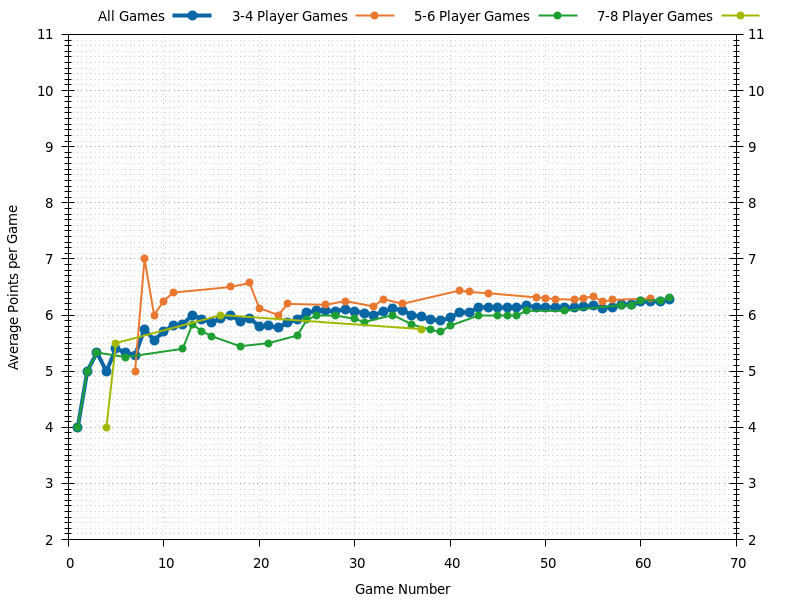 All Games 3-4 Player Games 5-6 Player Games 7-8 Player Games
11 11
10 10
9 9
8 8
7 7
6 6
5 5
4 4
3 3
2 2
0 10 20 30 40 50 60 70
Average Points per Game
Game Number